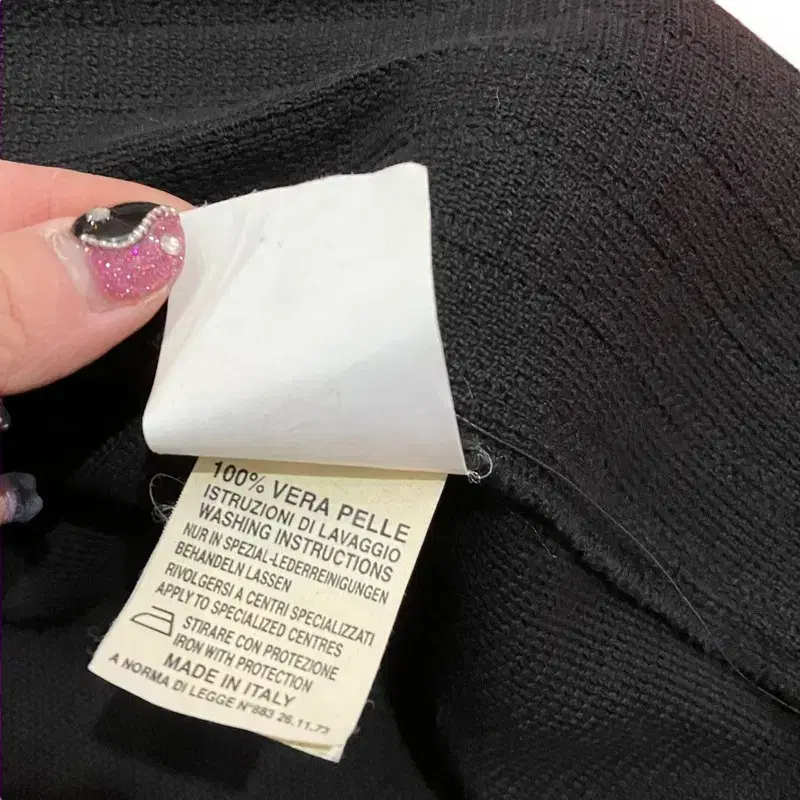 100% VERA PELLE
ISTRUZIONI DI LAVAGGIO
WASHING INSTRUCTIONS
NUR IN SPEZIAL-LEDERREINIGUNGEN
BEHANDELN LASSEN
RIVOLGERSI A CENTRI SPECIALIZZATI
APPLY TO SPECIALIZED CENTRES
STIRARE CON PROTEZIONE
IRON WITH PROTECTION
MADE IN ITALY
A NORMA DI LEGGE N°883 26.11.73